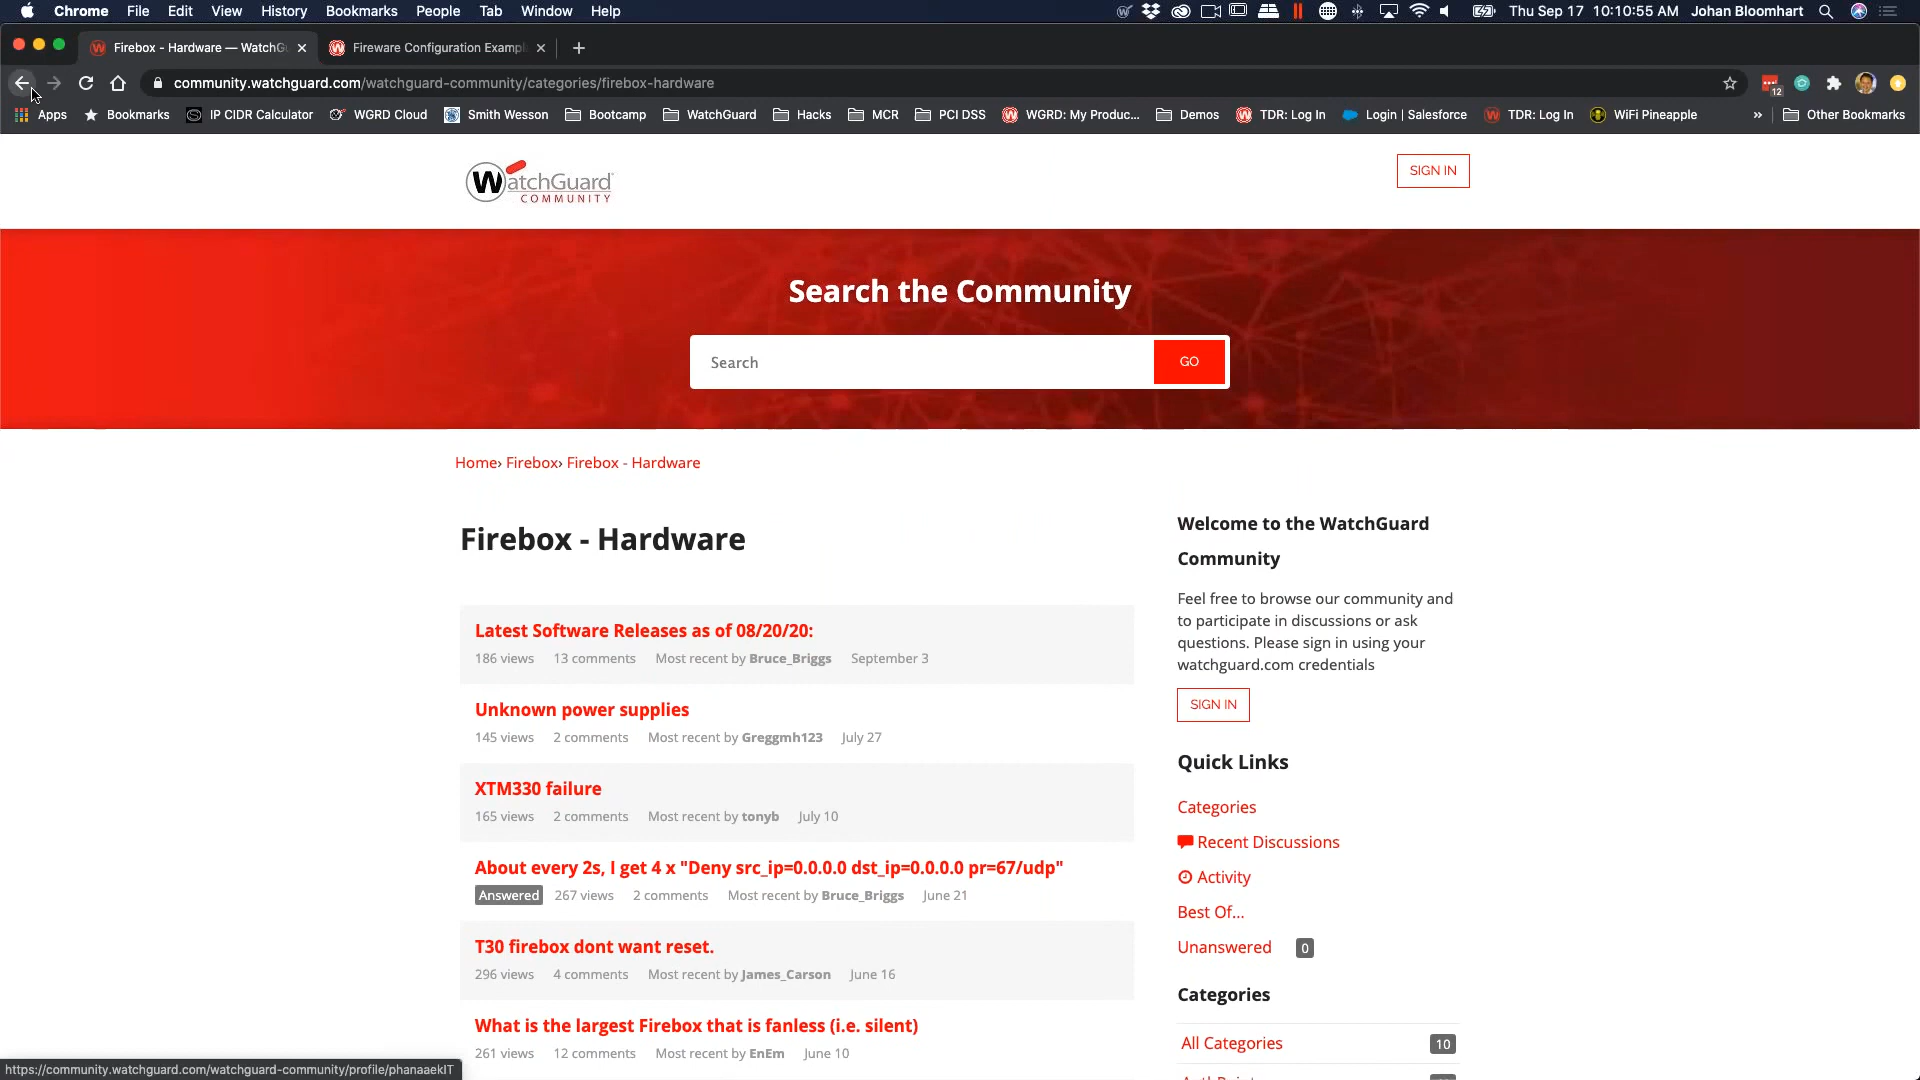 Chrome File Edit View History Bookmarks People Tab Window Help
Thu Sep 17 10:10:55 AM Johan Bloomhart
Firebox - Hardware — WatchGu
Fireware Configuration Exampl
community.watchguard.com/watchguard-community/categories/firebox-hardware
12
Apps Bookmarks IP CIDR Calculator WGRD Cloud Smith Wesson Bootcamp WatchGuard Hacks MCR PCI DSS WGRD: My Produc... Demos TDR: Log In Login | Salesforce TDR: Log In WiFi Pineapple » Other Bookmarks
WatchGuard
COMMUNITY
SIGN IN
Search the Community
Search
GO
Home› Firebox› Firebox - Hardware
Firebox - Hardware
Latest Software Releases as of 08/20/20:
186 views 13 comments Most recent by Bruce_Briggs September 3
Unknown power supplies
145 views 2 comments Most recent by Greggmh123 July 27
XTM330 failure
165 views 2 comments Most recent by tonyb July 10
About every 2s, I get 4 x "Deny src_ip=0.0.0.0 dst_ip=0.0.0.0 pr=67/udp"
Answered 267 views 2 comments Most recent by Bruce_Briggs June 21
T30 firebox dont want reset.
296 views 4 comments Most recent by James_Carson June 16
What is the largest Firebox that is fanless (i.e. silent)
261 views 12 comments Most recent by EnEm June 10
Welcome to the WatchGuard
Community
Feel free to browse our community and
to participate in discussions or ask
questions. Please sign in using your
watchguard.com credentials
SIGN IN
Quick Links
Categories
Recent Discussions
Activity
Best Of...
Unanswered 0
Categories
All Categories 10
https://community.watchguard.com/watchguard-community/profile/phanaaekIT